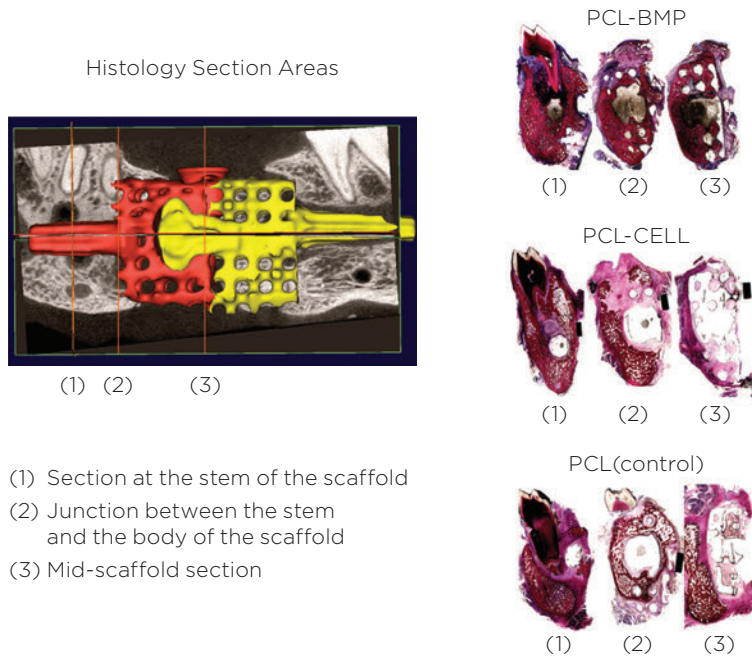 Histology Section Areas
(1) (2) (3)
(1) Section at the stem of the scaffold
(2) Junction between the stem
and the body of the scaffold
(3) Mid-scaffold section
PCL-BMP
(1) (2) (3)
PCL-CELL
(1) (2) (3)
PCL(control)
(1) (2) (3)